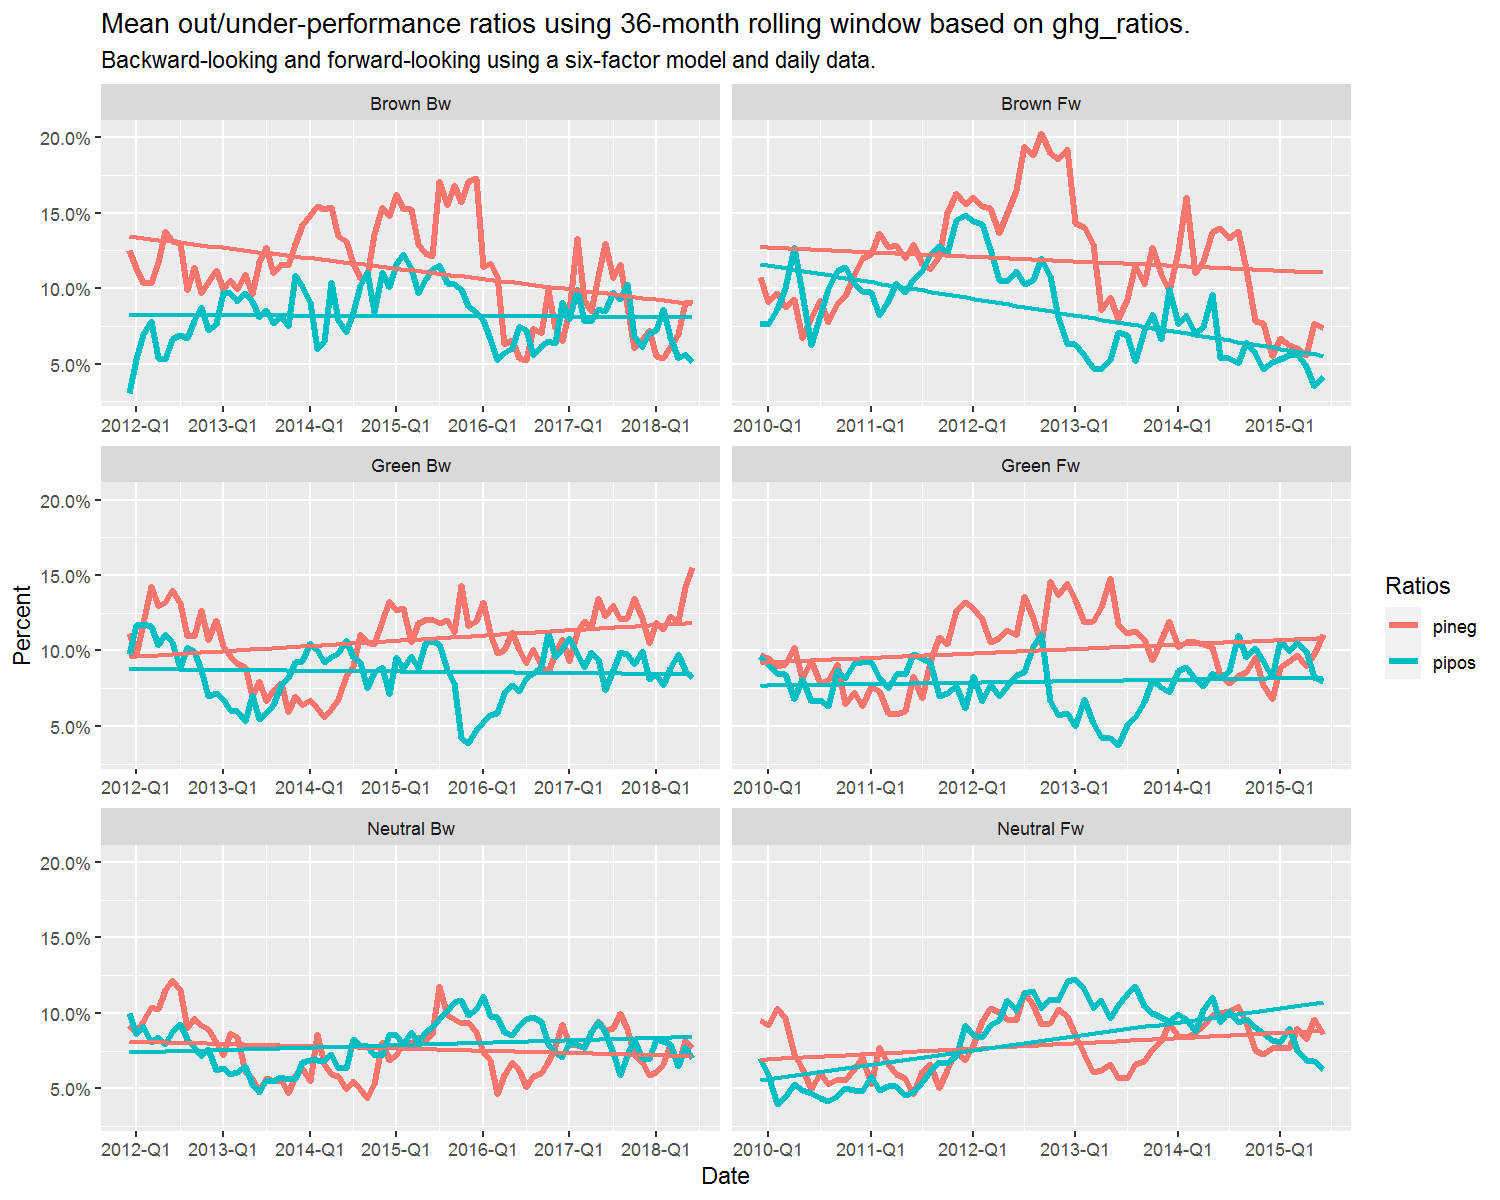 Mean out/under-performance ratios using 36-month rolling window based on ghg_ratios.
Backward-looking and forward-looking using a six-factor model and daily data.
Brown Bw
Brown Fw
20.0%
15.0%
10.0%
5.0%
2012-Q1 2013-Q1 2014-Q1 2015-Q1 2016-Q1 2017-Q1 2018-Q1
2010-Q1 2011-Q1 2012-Q1 2013-Q1 2014-Q1 2015-Q1
Green Bw
Green Fw
20.0%
15.0%
10.0%
5.0%
2012-Q1 2013-Q1 2014-Q1 2015-Q1 2016-Q1 2017-Q1 2018-Q1
2010-Q1 2011-Q1 2012-Q1 2013-Q1 2014-Q1 2015-Q1
Neutral Bw
Neutral Fw
20.0%
15.0%
10.0%
5.0%
2012-Q1 2013-Q1 2014-Q1 2015-Q1 2016-Q1 2017-Q1 2018-Q1
2010-Q1 2011-Q1 2012-Q1 2013-Q1 2014-Q1 2015-Q1
Percent
Date
Ratios
pineg
pipos